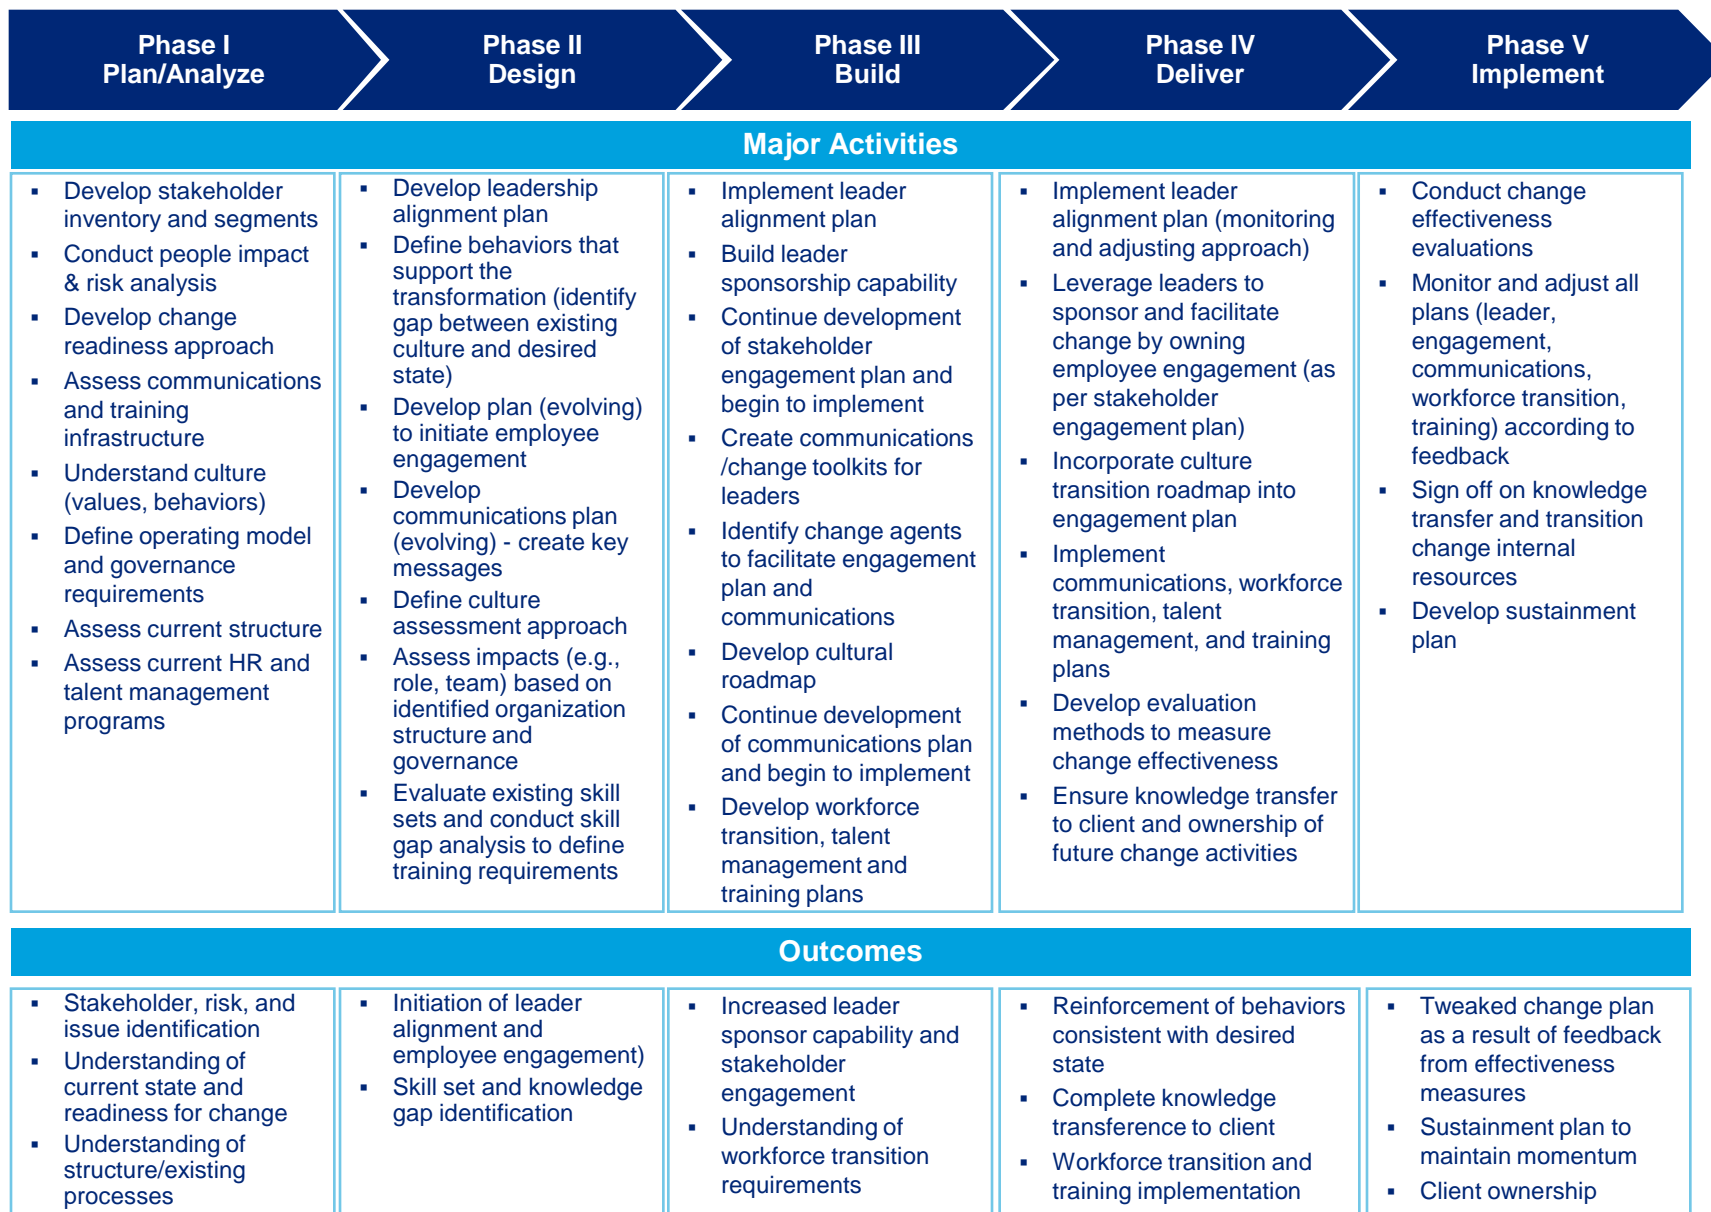 Phase I
Plan/Analyze
Phase II
Design
Phase III
Build
Phase IV
Deliver
Phase V
Implement
Major Activities
▪ Develop stakeholder
inventory and segments
▪ Conduct people impact
& risk analysis
▪ Develop change
readiness approach
▪ Assess communications
and training
infrastructure
▪ Understand culture
(values, behaviors)
▪ Define operating model
and governance
requirements
▪ Assess current structure
▪ Assess current HR and
talent management
programs
▪ Develop leadership
alignment plan
▪ Define behaviors that
support the
transformation (identify
gap between existing
culture and desired
state)
▪ Develop plan (evolving)
to initiate employee
engagement
▪ Develop
communications plan
(evolving) - create key
messages
▪ Define culture
assessment approach
▪ Assess impacts (e.g.,
role, team) based on
identified organization
structure and
governance
▪ Evaluate existing skill
sets and conduct skill
gap analysis to define
training requirements
▪ Implement leader
alignment plan
▪ Build leader
sponsorship capability
▪ Continue development
of stakeholder
engagement plan and
begin to implement
▪ Create communications
/change toolkits for
leaders
▪ Identify change agents
to facilitate engagement
plan and
communications
▪ Develop cultural
roadmap
▪ Continue development
of communications plan
and begin to implement
▪ Develop workforce
transition, talent
management and
training plans
▪ Implement leader
alignment plan (monitoring
and adjusting approach)
▪ Leverage leaders to
sponsor and facilitate
change by owning
employee engagement (as
per stakeholder
engagement plan)
▪ Incorporate culture
transition roadmap into
engagement plan
▪ Implement
communications, workforce
transition, talent
management, and training
plans
▪ Develop evaluation
methods to measure
change effectiveness
▪ Ensure knowledge transfer
to client and ownership of
future change activities
▪ Conduct change
effectiveness
evaluations
▪ Monitor and adjust all
plans (leader,
engagement,
communications,
workforce transition,
training) according to
feedback
▪ Sign off on knowledge
transfer and transition
change internal
resources
▪ Develop sustainment
plan
Outcomes
▪ Stakeholder, risk, and
issue identification
▪ Understanding of
current state and
readiness for change
▪ Understanding of
structure/existing
processes
▪ Initiation of leader
alignment and
employee engagement)
▪ Skill set and knowledge
gap identification
▪ Increased leader
sponsor capability and
stakeholder
engagement
▪ Understanding of
workforce transition
requirements
▪ Reinforcement of behaviors
consistent with desired
state
▪ Complete knowledge
transference to client
▪ Workforce transition and
training implementation
▪ Tweaked change plan
as a result of feedback
from effectiveness
measures
▪ Sustainment plan to
maintain momentum
▪ Client ownership